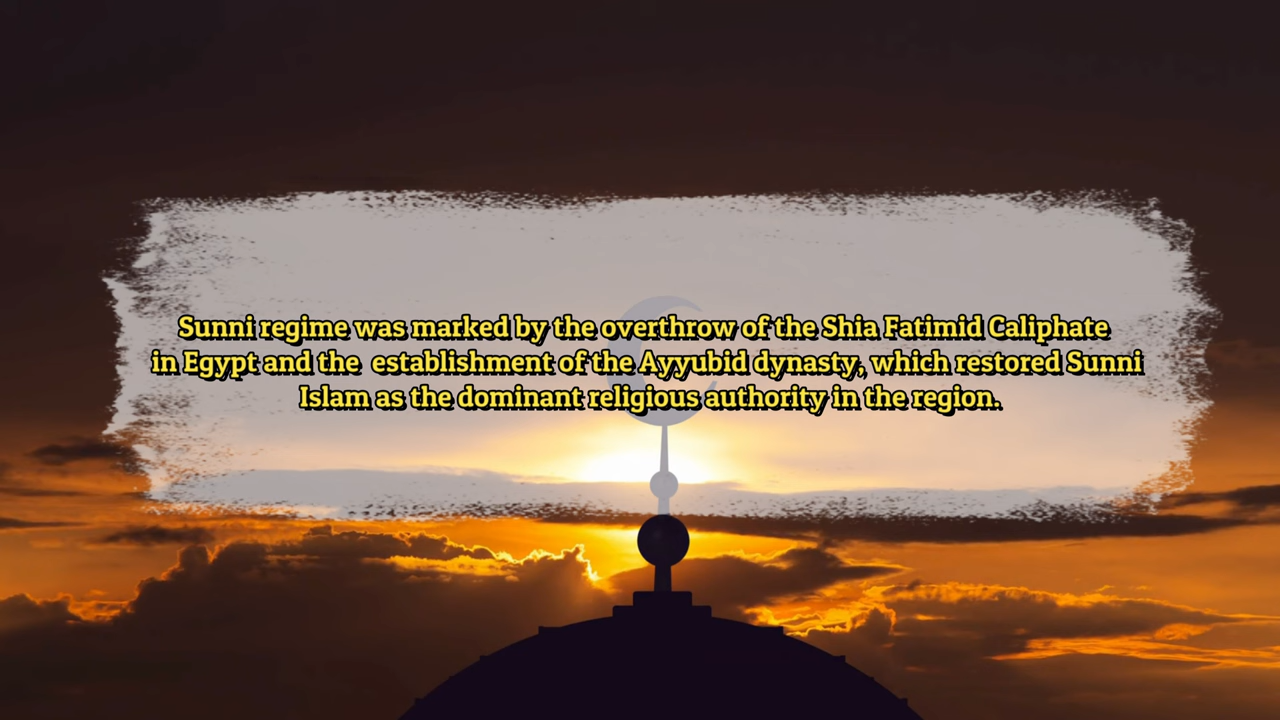 Sunni regime was marked by the overthrow of the Shia Fatimid Caliphate
in Egypt and the  establishment of the Ayyubid dynasty, which restored Sunni
Islam as the dominant religious authority in the region.